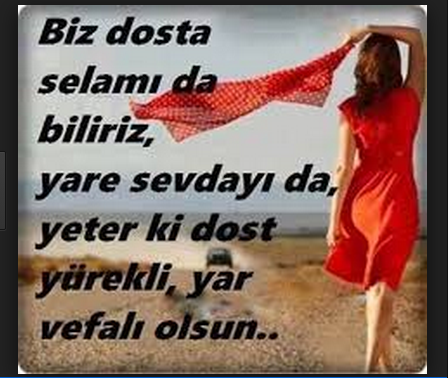 Biz dosta
selamı da
biliriz,
yare sevdayı da,
yeter ki dost
yürekli, yar
vefalı olsun..